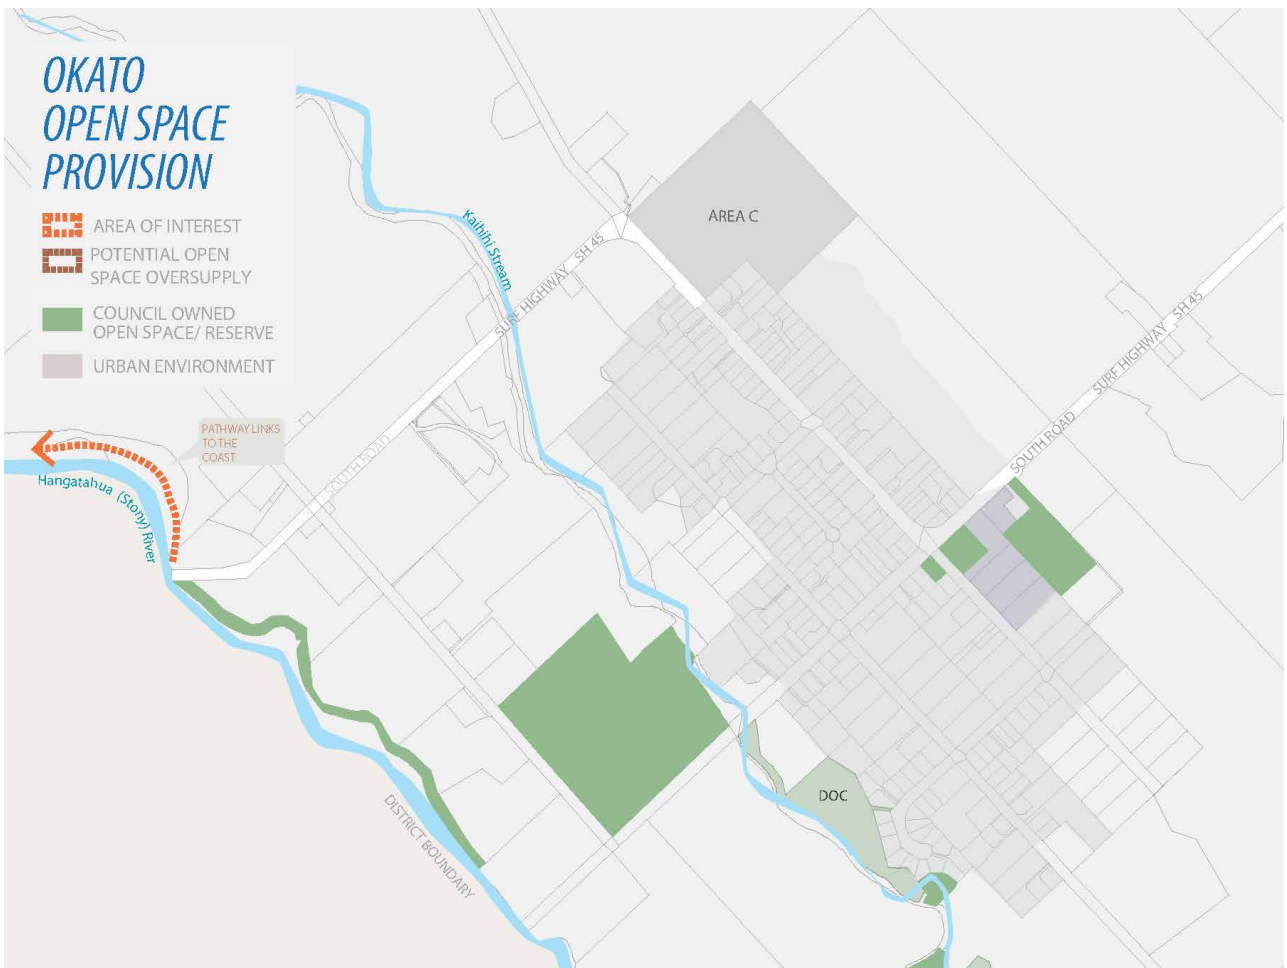 OKATO
OPEN SPACE
PROVISION
AREA OF INTEREST
POTENTIAL OPEN
SPACE OVERSUPPLY
COUNCIL OWNED
OPEN SPACE/ RESERVE
URBAN ENVIRONMENT
AREA C
Kaihihi Stream
SURF HIGHWAY SH 45
SURF HIGHWAY SH 45
SOUTH ROAD
SOUTH ROAD
PATHWAY LINKS
TO THE
COAST
Hangatahua (Stony) River
DOC
DISTRICT BOUNDARY